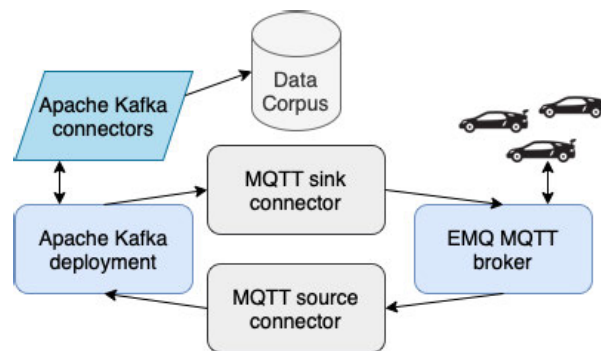 Data
Corpus
Apache Kafka
connectors
MQTT sink
connector
Apache Kafka
deployment
EMQ MQTT
broker
MQTT source
connector